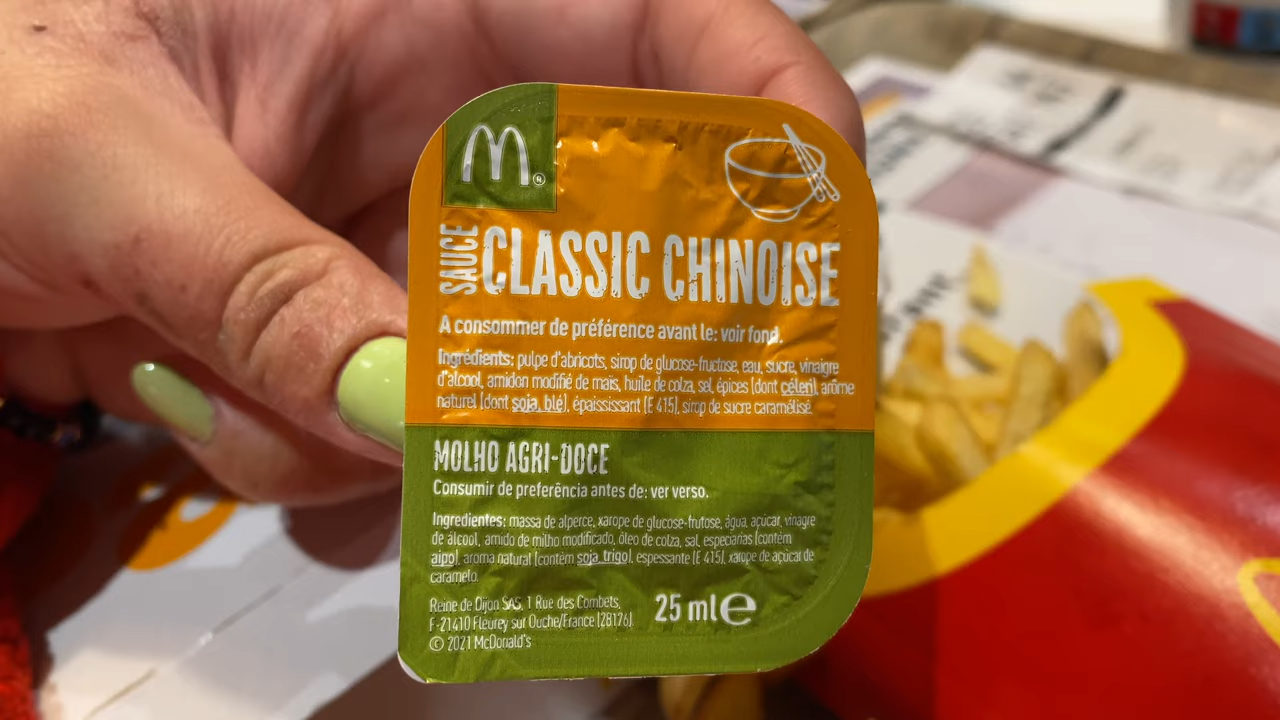 M®
SAUCE CLASSIC CHINOISE
A consommer de préférence avant le: voir fond.
Ingrédients: pulpe d'abricots, sirop de glucose-fructose, eau, sucre, vinaigre
d'alcool, amidon modifié de maïs, huile de colza, sel, épices (dont céleri), arôme
naturel (dont soja, blé), épaississant (E 415), sirop de sucre caramélisé.
MOLHO AGRI-DOCE
Consumir de preferência antes de: ver verso.
Ingredientes: massa de alperce, xarope de glucose-frutose, água, açúcar, vinagre
de álcool, amido de milho modificado, óleo de colza, sal, especiarias (contém
aipo), aroma natural (contém soja, trigo), espessante (E 415), xarope de açúcar de
caramelo.
Reine de Dijon SAS, 1 Rue des Combets,
F-21410 Fleurey sur Ouche/France (28176).
© 2021 McDonald's
25 ml e